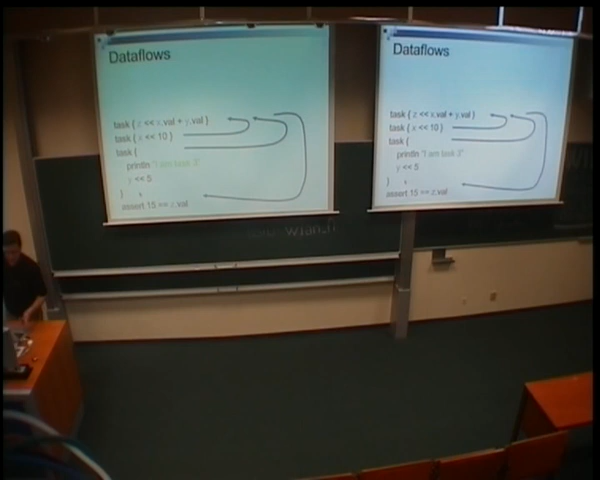 Dataflows
task { z << x.val + y.val }
task { x << 10 }
task {
println "I am task 3"
y << 5
}
assert 15 == z.val
Dataflows
task { z << x.val + y.val }
task { x << 10 }
task {
println "I am task 3"
y << 5
}
assert 15 == z.val